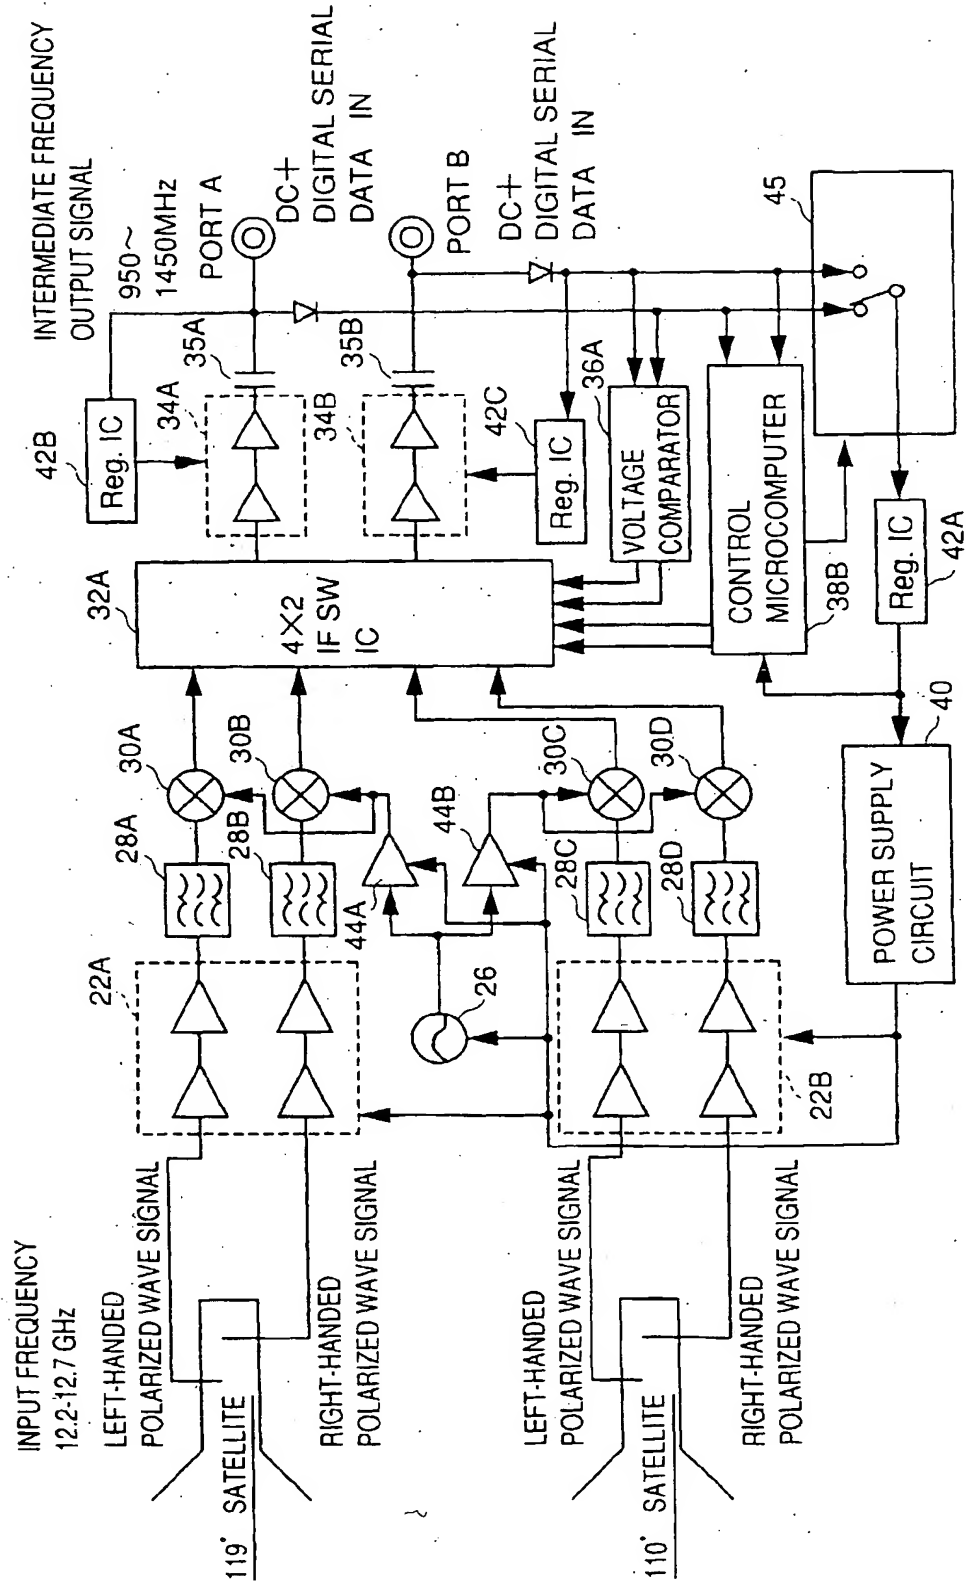 INPUT FREQUENCY
12.2-12.7 GHz
LEFT-HANDED
POLARIZED WAVE SIGNAL
119° SATELLITE
RIGHT-HANDED
POLARIZED WAVE SIGNAL
22A
28A
30A
28B
30B
44A
44B
26
32A
4X2
IF SW
IC
42B
Reg. IC
34A
35A
INTERMEDIATE FREQUENCY
OUTPUT SIGNAL
950~
1450MHz
PORT A
DC+
DIGITAL SERIAL
DATA IN
34B
35B
PORT B
DC+
DIGITAL SERIAL
DATA IN
42C
Reg. IC
36A
VOLTAGE
COMPARATOR
CONTROL
MICROCOMPUTER
38B
45
Reg. IC
42A
LEFT-HANDED
POLARIZED WAVE SIGNAL
110° SATELLITE
RIGHT-HANDED
POLARIZED WAVE SIGNAL
22B
28C
30C
28D
30D
40
POWER SUPPLY
CIRCUIT